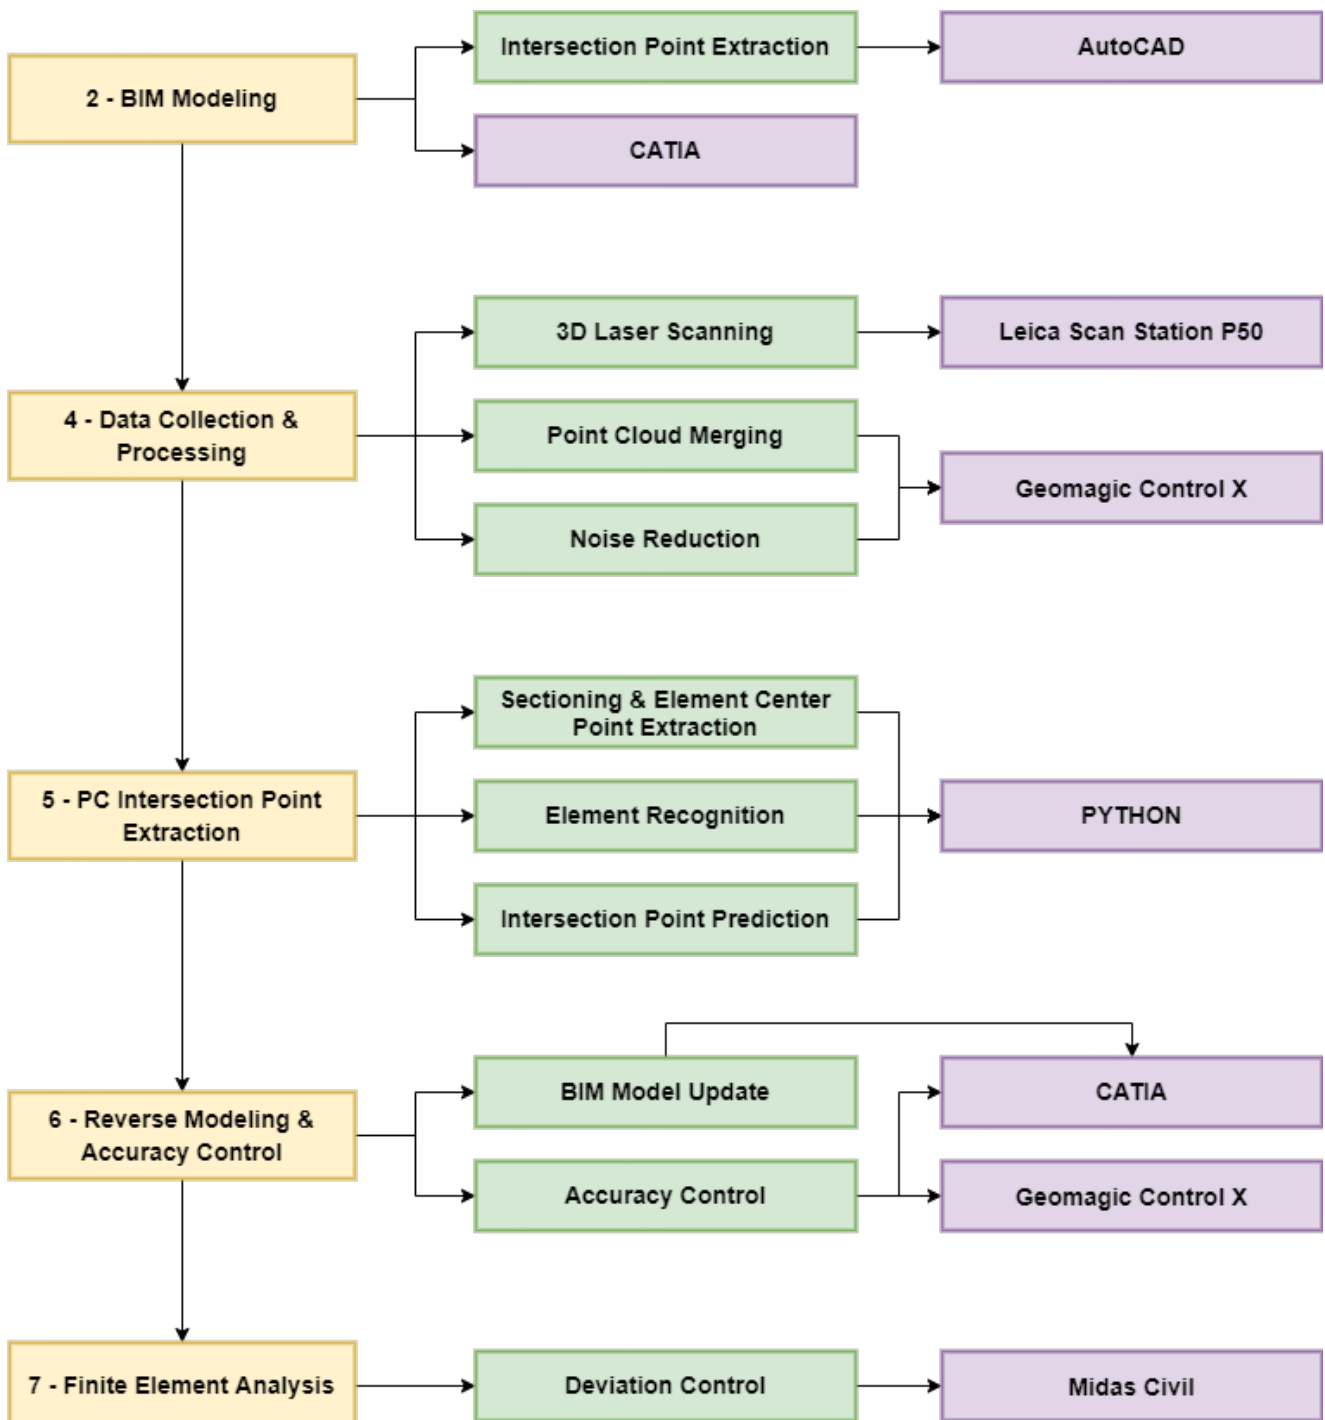 2 - BIM Modeling
Intersection Point Extraction
AutoCAD
CATIA
4 - Data Collection &
Processing
3D Laser Scanning
Leica Scan Station P50
Point Cloud Merging
Noise Reduction
Geomagic Control X
5 - PC Intersection Point
Extraction
Sectioning & Element Center
Point Extraction
Element Recognition
Intersection Point Prediction
PYTHON
6 - Reverse Modeling &
Accuracy Control
BIM Model Update
CATIA
Accuracy Control
Geomagic Control X
7 - Finite Element Analysis
Deviation Control
Midas Civil